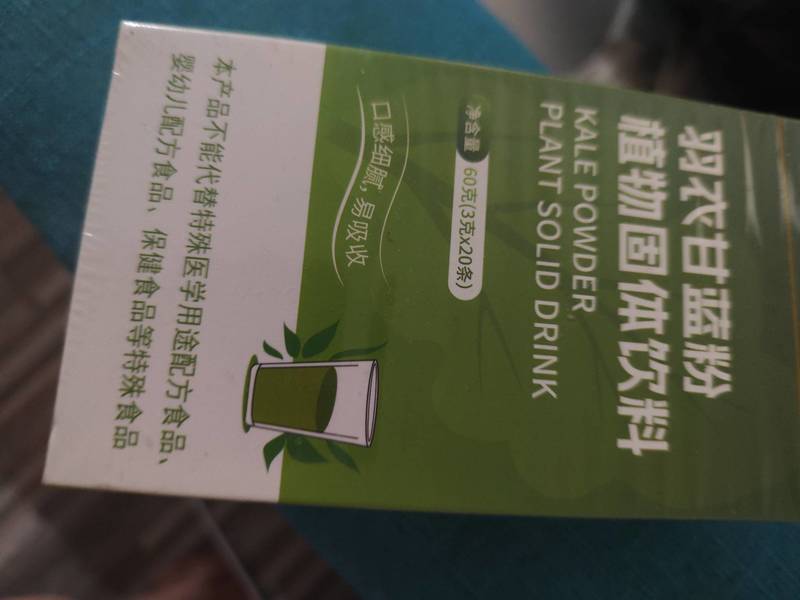 羽衣甘蓝粉
植物固体饮料
KALE POWDER,
PLANT SOLID DRINK
净含量 60克(3克x20条)
口感细腻,易吸收
本产品不能代替特殊医学用途配方食品、
婴幼儿配方食品、保健食品等特殊食品